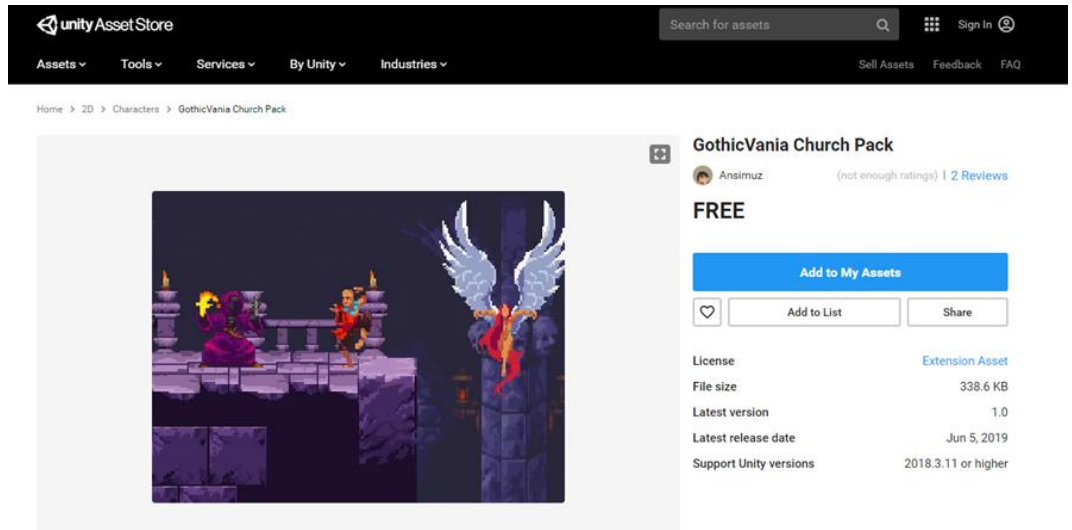 unity Asset Store
Search for assets
Sign In
Assets Tools Services By Unity Industries
Sell Assets Feedback FAQ
Home > 2D > Characters > GothicVania Church Pack
GothicVania Church Pack
Ansimuz (not enough ratings) | 2 Reviews
FREE
Add to My Assets
Add to List Share
License Extension Asset
File size 338.6 KB
Latest version 1.0
Latest release date Jun 5, 2019
Support Unity versions 2018.3.11 or higher